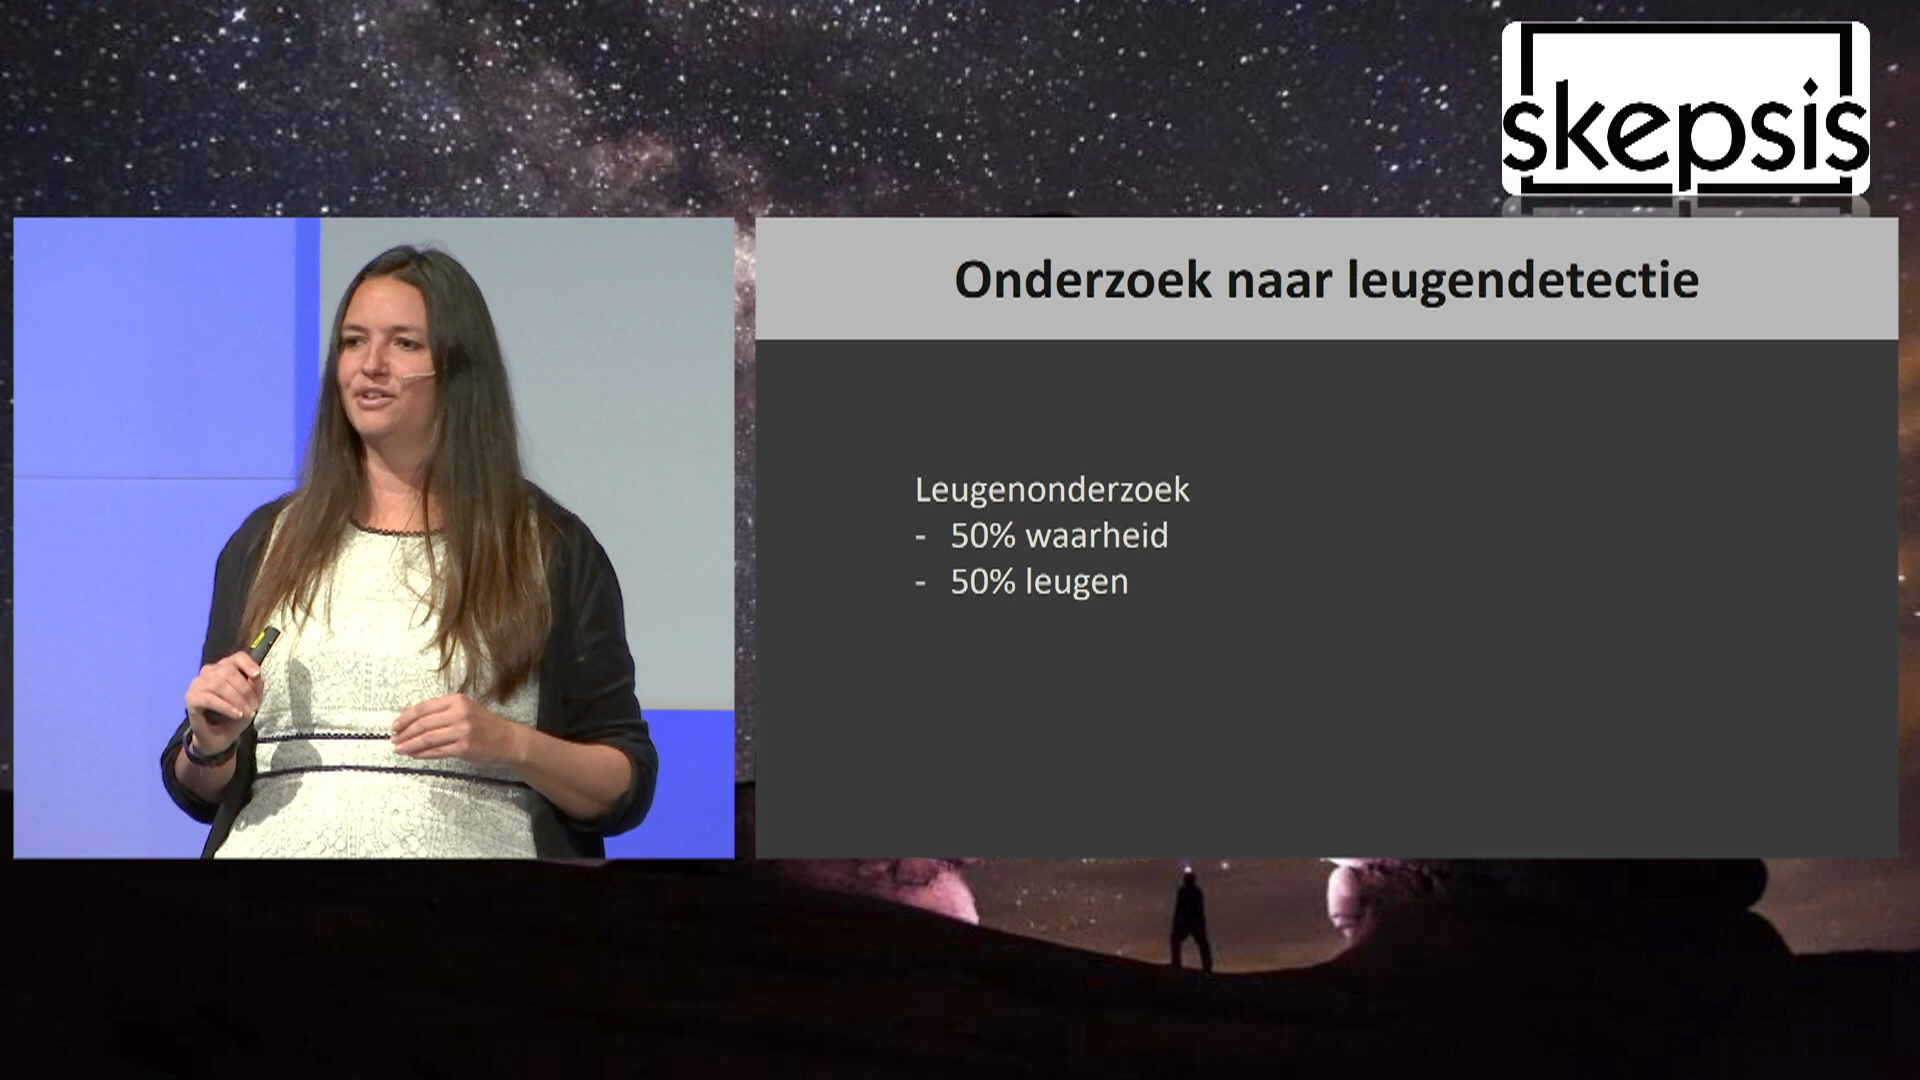 skepsis
Onderzoek naar leugendetectie
Leugenonderzoek
- 50% waarheid
- 50% leugen